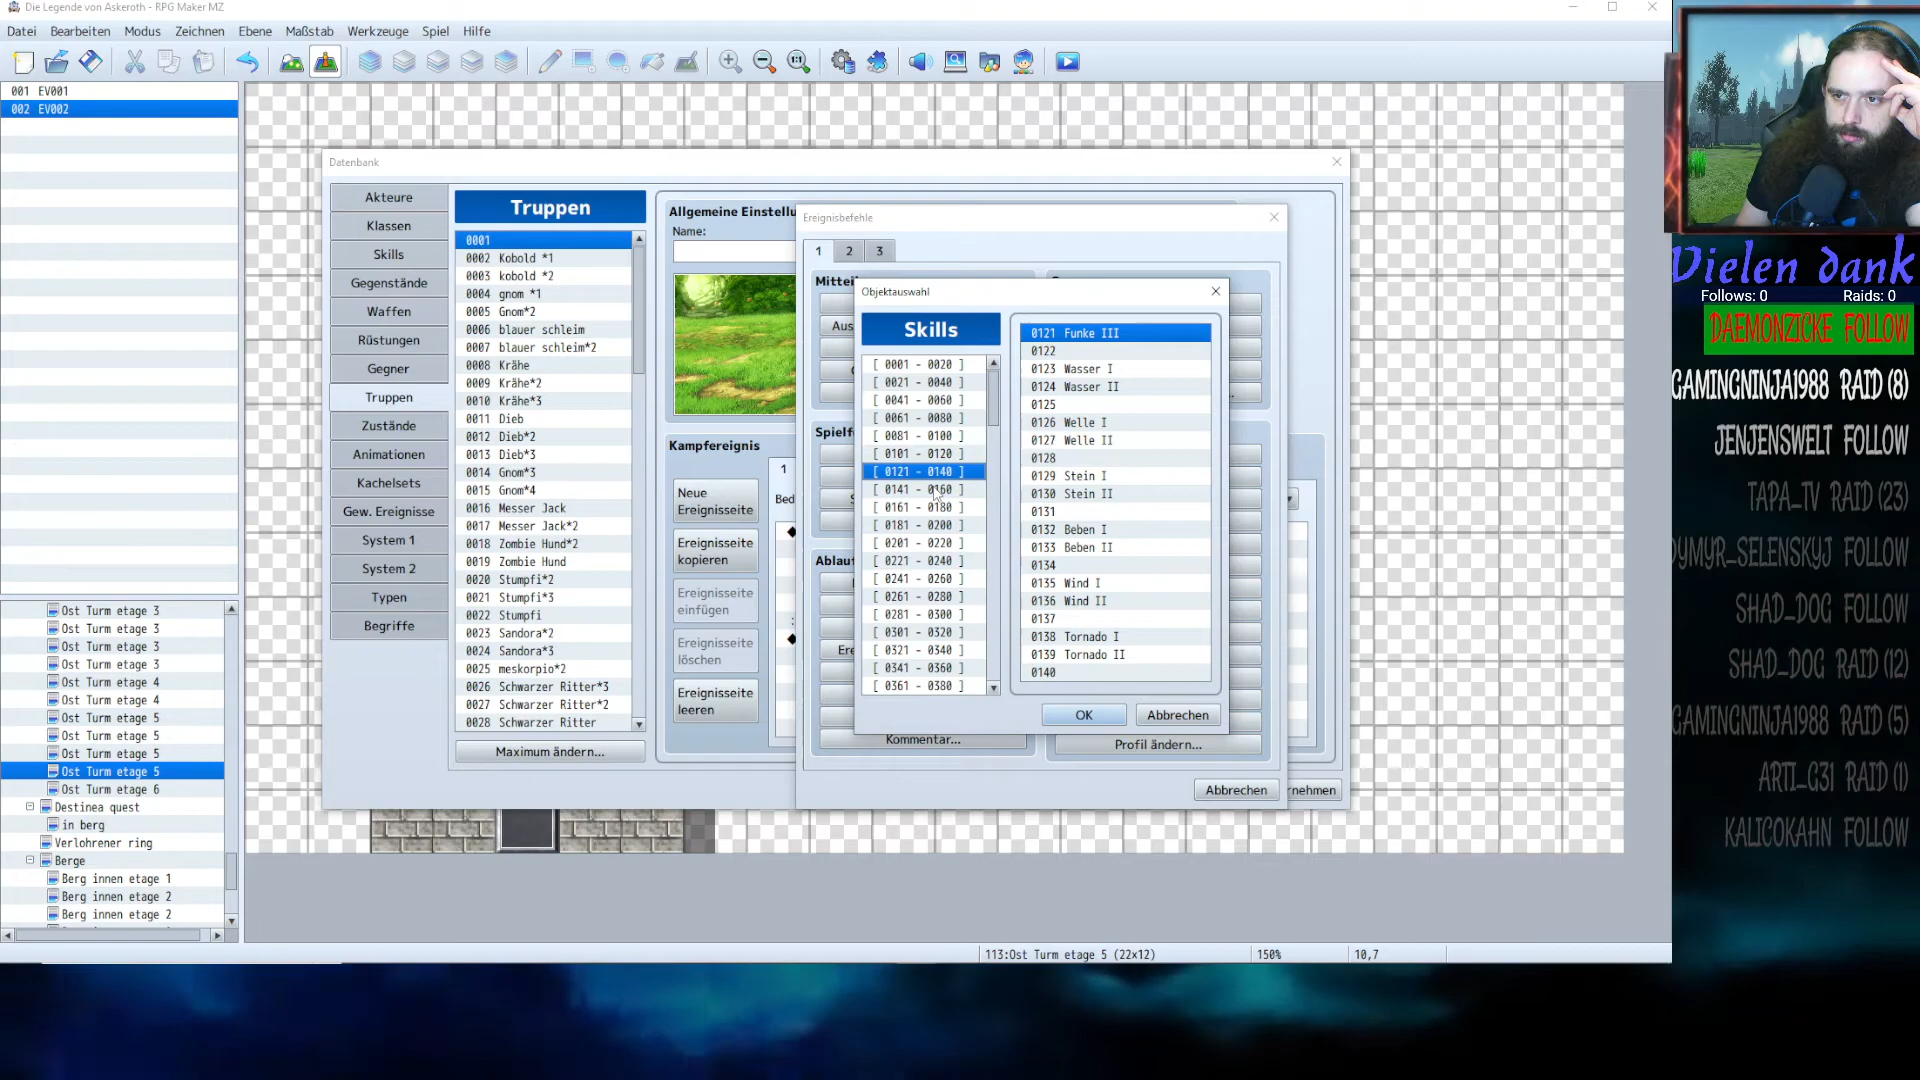 Die Legende von Askeroth - RPG Maker MZ
Datei Bearbeiten Modus Zeichnen Ebene Maßstab Werkzeuge Spiel Hilfe
001 EV001
002 EV002
Ost Turm etage 3
Ost Turm etage 3
Ost Turm etage 3
Ost Turm etage 3
Ost Turm etage 4
Ost Turm etage 4
Ost Turm etage 5
Ost Turm etage 5
Ost Turm etage 5
Ost Turm etage 5
Ost Turm etage 6
Destinea quest
in berg
Verlohrener ring
Berge
Berg innen etage 1
Berg innen etage 2
Berg innen etage 2
Datenbank
Akteure
Klassen
Skills
Gegenstände
Waffen
Rüstungen
Gegner
Truppen
Zustände
Animationen
Kachelsets
Gew. Ereignisse
System 1
System 2
Typen
Begriffe
Truppen
0001
0002 Kobold *1
0003 kobold *2
0004 gnom *1
0005 Gnom*2
0006 blauer schleim
0007 blauer schleim*2
0008 Krähe
0009 Krähe*2
0010 Krähe*3
0011 Dieb
0012 Dieb*2
0013 Dieb*3
0014 Gnom*3
0015 Gnom*4
0016 Messer Jack
0017 Messer Jack*2
0018 Zombie Hund*2
0019 Zombie Hund
0020 Stumpfi*2
0021 Stumpfi*3
0022 Stumpfi
0023 Sandora*2
0024 Sandora*3
0025 meskorpio*2
0026 Schwarzer Ritter*3
0027 Schwarzer Ritter*2
0028 Schwarzer Ritter
Maximum ändern...
Allgemeine Einstellu
Name:
Kampfereignis
1
Bed
Neue Ereignisseite
Ereignisseite kopieren
Ereignisseite einfügen
Ereignisseite löschen
Ereignisseite leeren
Ereignisbefehle
1 2 3
Mittei
Aus
Spielf
Ablauf
Ere
Kommentar...
Profil ändern...
Abbrechen
rnehmen
Objektauswahl
Skills
[ 0001 - 0020 ]
[ 0021 - 0040 ]
[ 0041 - 0060 ]
[ 0061 - 0080 ]
[ 0081 - 0100 ]
[ 0101 - 0120 ]
[ 0121 - 0140 ]
[ 0141 - 0160 ]
[ 0161 - 0180 ]
[ 0181 - 0200 ]
[ 0201 - 0220 ]
[ 0221 - 0240 ]
[ 0241 - 0260 ]
[ 0261 - 0280 ]
[ 0281 - 0300 ]
[ 0301 - 0320 ]
[ 0321 - 0340 ]
[ 0341 - 0360 ]
[ 0361 - 0380 ]
0121 Funke III
0122
0123 Wasser I
0124 Wasser II
0125
0126 Welle I
0127 Welle II
0128
0129 Stein I
0130 Stein II
0131
0132 Beben I
0133 Beben II
0134
0135 Wind I
0136 Wind II
0137
0138 Tornado I
0139 Tornado II
0140
OK
Abbrechen
113:Ost Turm etage 5 (22×12)
150%
10,7
Vielen dank
Follows: 0 Raids: 0
DAEMONZICKE FOLLOW
GAMINGNINJA1988 RAID (8)
JENJENSWELT FOLLOW
TAPA_TV RAID (23)
DYMYR_SELENSKYJ FOLLOW
SHAD_DOG FOLLOW
SHAD_DOG RAID (12)
GAMINGNINJA1988 RAID (5)
ARTI_G31 RAID (1)
KALICOKAHN FOLLOW